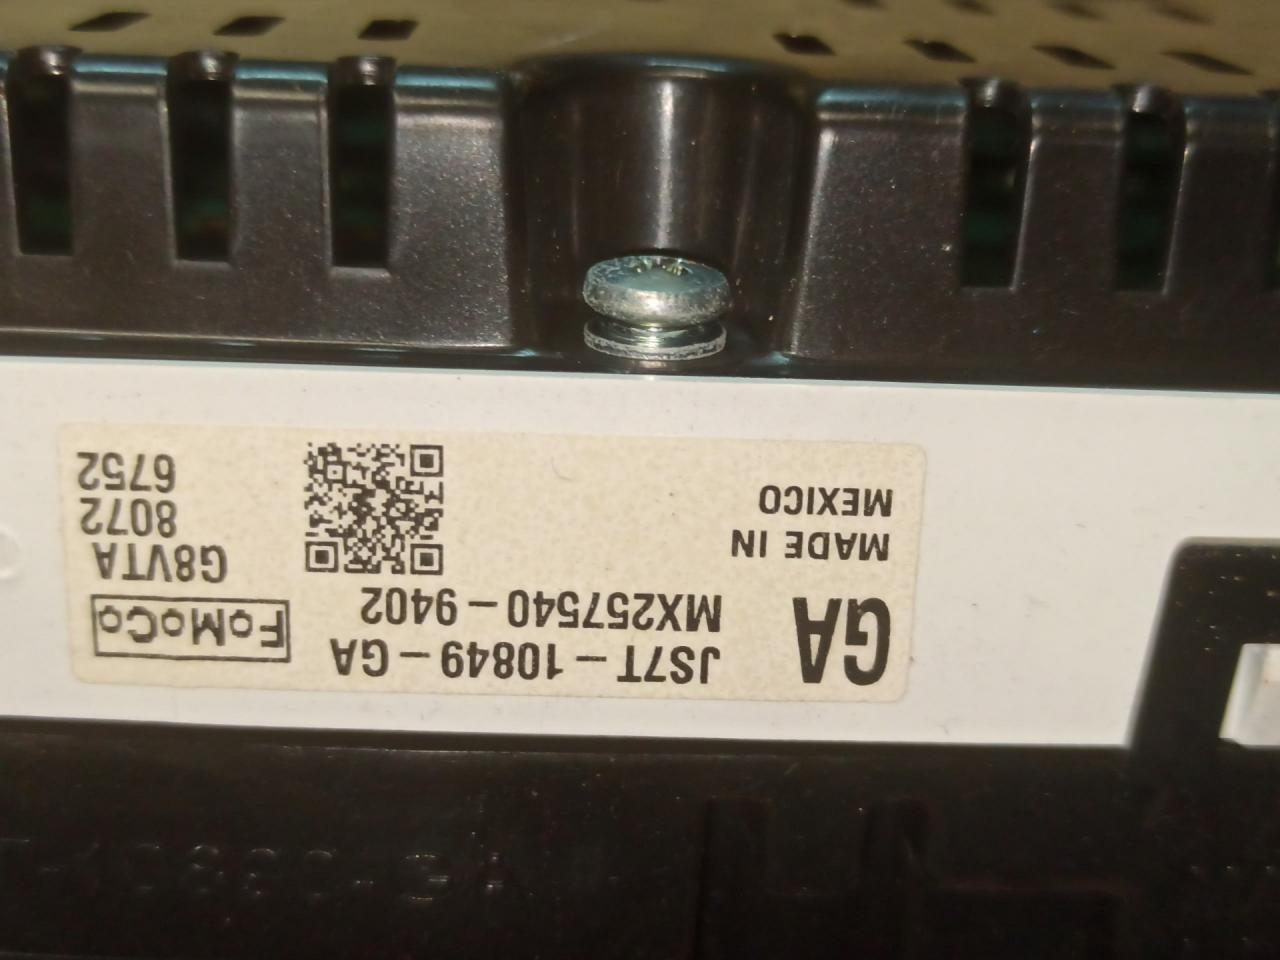 GA
JS7T-10849-GA
MX257540-9402
MADE IN
MEXICO
FoMoCo
G8VTA
8072
6752